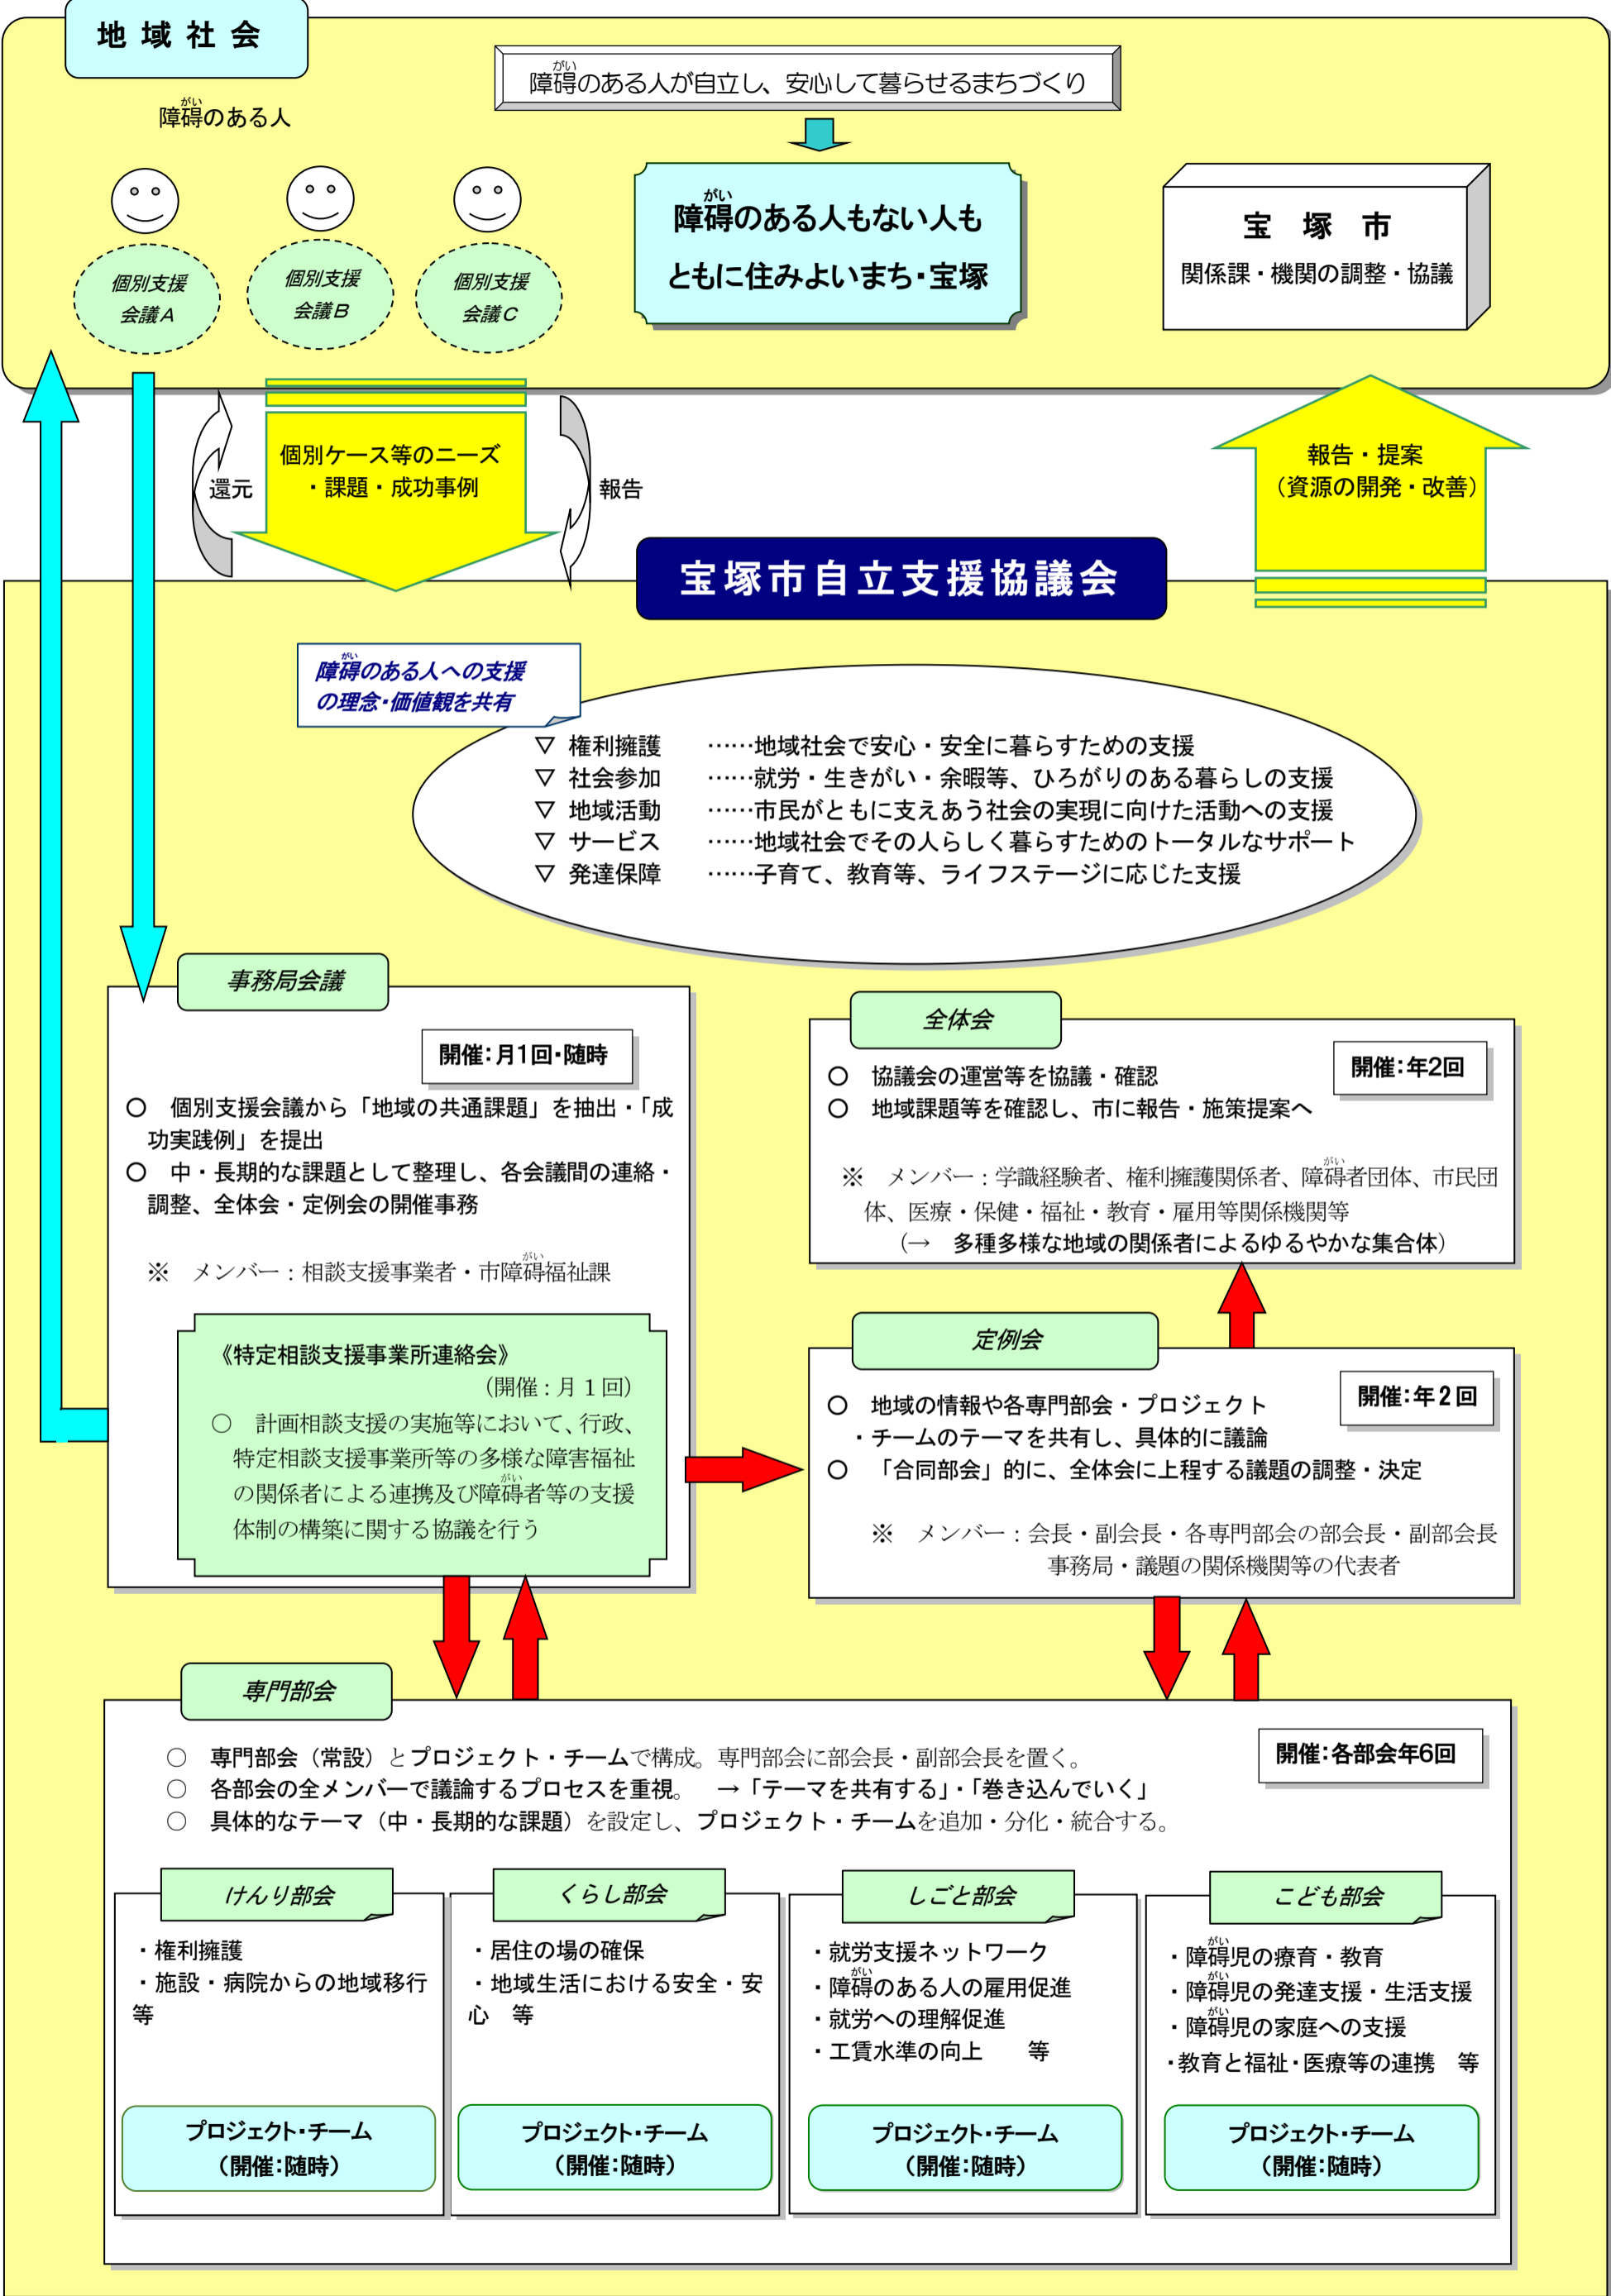 地域社会
障碍のある人が自立し、安心して暮らせるまちづくり
がい
障碍のある人
がい
障碍のある人もない人も
がい
ともに住みよいまち・宝塚
宝塚市
関係課・機関の調整・協議
個別支援
会議A
個別支援
会議B
個別支援
会議C
還元
個別ケース等のニーズ
・課題・成功事例
報告
報告・提案
（資源の開発・改善）
宝塚市自立支援協議会
がい
障碍のある人への支援
の理念・価値観を共有
▽ 権利擁護 ……地域社会で安心・安全に暮らすための支援
▽ 社会参加 ……就労・生きがい・余暇等、ひろがりのある暮らしの支援
▽ 地域活動 ……市民がともに支えあう社会の実現に向けた活動への支援
▽ サービス ……地域社会でその人らしく暮らすためのトータルなサポート
▽ 発達保障 ……子育て、教育等、ライフステージに応じた支援
事務局会議
開催：月1回・随時
○ 個別支援会議から「地域の共通課題」を抽出・「成
功実践例」を提出
○ 中・長期的な課題として整理し、各会議間の連絡・
調整、全体会・定例会の開催事務
がい
※ メンバー：相談支援事業者・市障碍福祉課
《特定相談支援事業所連絡会》
（開催：月１回）
○ 計画相談支援の実施等において、行政、
特定相談支援事業所等の多様な障害福祉
がい
の関係者による連携及び障碍者等の支援
体制の構築に関する協議を行う
全体会
開催：年2回
○ 協議会の運営等を協議・確認
○ 地域課題等を確認し、市に報告・施策提案へ
がい
※ メンバー：学識経験者、権利擁護関係者、障碍者団体、市民団
体、医療・保健・福祉・教育・雇用等関係機関等
（→ 多種多様な地域の関係者によるゆるやかな集合体）
定例会
開催：年２回
○ 地域の情報や各専門部会・プロジェクト
・チームのテーマを共有し、具体的に議論
○ 「合同部会」的に、全体会に上程する議題の調整・決定
※ メンバー：会長・副会長・各専門部会の部会長・副部会長
事務局・議題の関係機関等の代表者
専門部会
開催：各部会年6回
○ 専門部会（常設）とプロジェクト・チームで構成。専門部会に部会長・副部会長を置く。
○ 各部会の全メンバーで議論するプロセスを重視。 →「テーマを共有する」・「巻き込んでいく」
○ 具体的なテーマ（中・長期的な課題）を設定し、プロジェクト・チームを追加・分化・統合する。
けんり部会
・権利擁護
・施設・病院からの地域移行
等
プロジェクト・チーム
（開催：随時）
くらし部会
・居住の場の確保
・地域生活における安全・安
心 等
プロジェクト・チーム
（開催：随時）
しごと部会
・就労支援ネットワーク
がい
・障碍のある人の雇用促進
・就労への理解促進
・工賃水準の向上 等
プロジェクト・チーム
（開催：随時）
こども部会
がい
・障碍児の療育・教育
がい
・障碍児の発達支援・生活支援
がい
・障碍児の家庭への支援
・教育と福祉・医療等の連携 等
プロジェクト・チーム
（開催：随時）